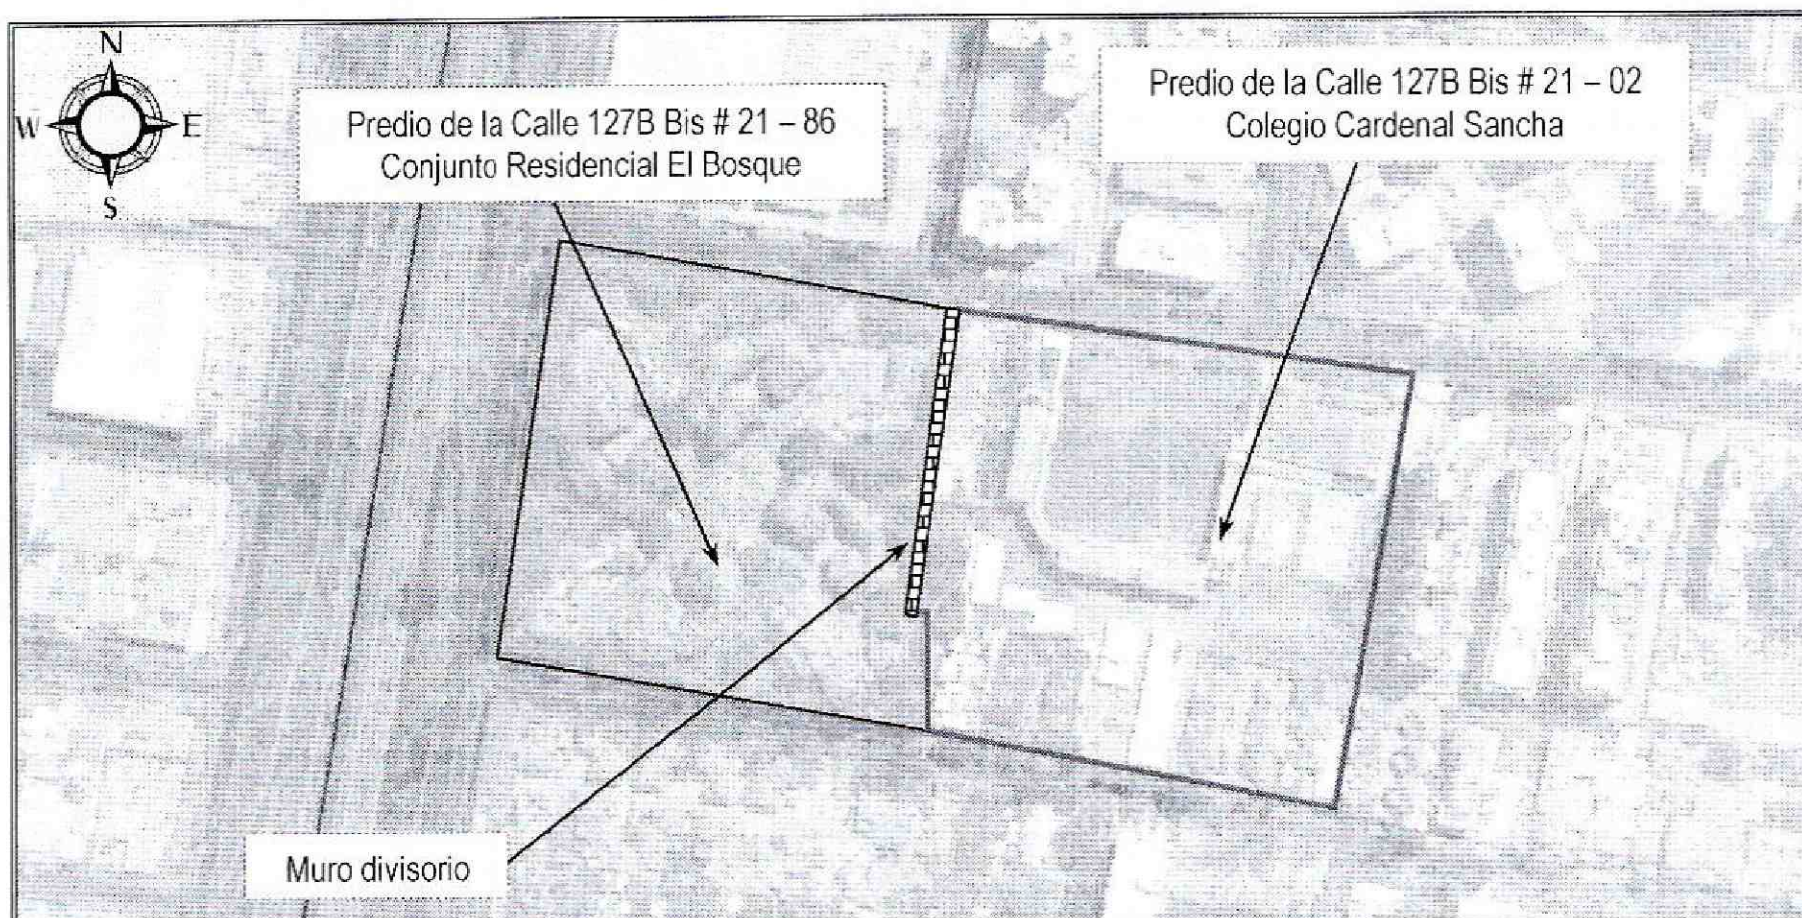 N
W
E
S
Predio de la Calle 127B Bis # 21 – 86
Conjunto Residencial El Bosque
Predio de la Calle 127B Bis # 21 – 02
Colegio Cardenal Sancha
Muro divisorio